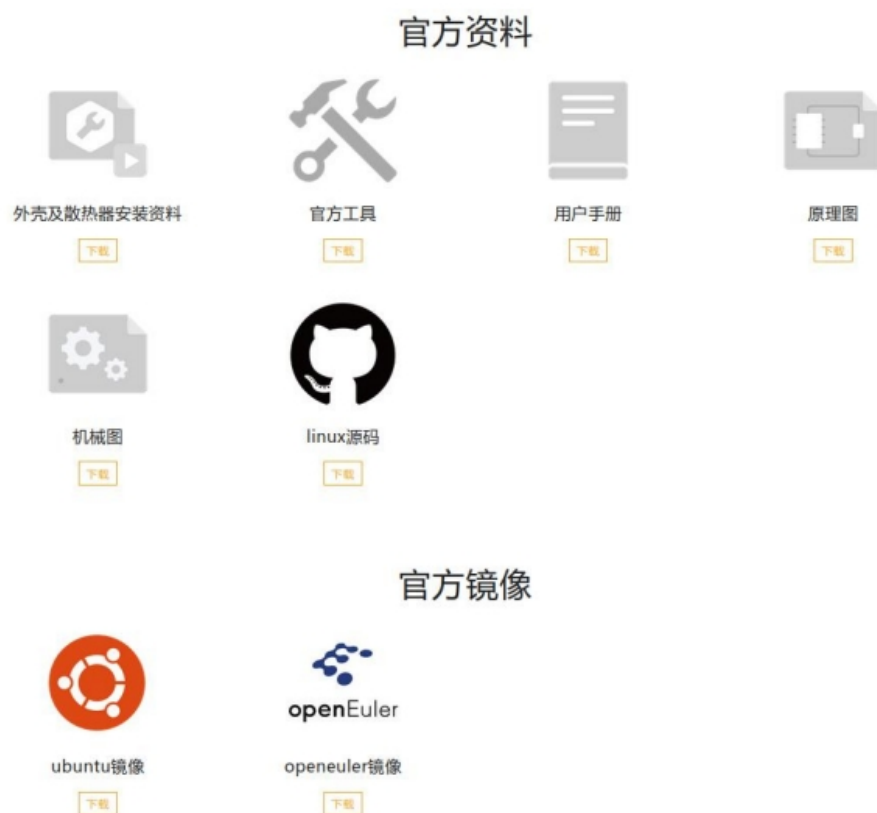 官方资料
外壳及散热器安装资料
官方工具
用户手册
原理图
下载
下载
下载
下载
机械图
linux源码
下载
下载
官方镜像
openEuler
ubuntu镜像
openeuler镜像
下载
下载